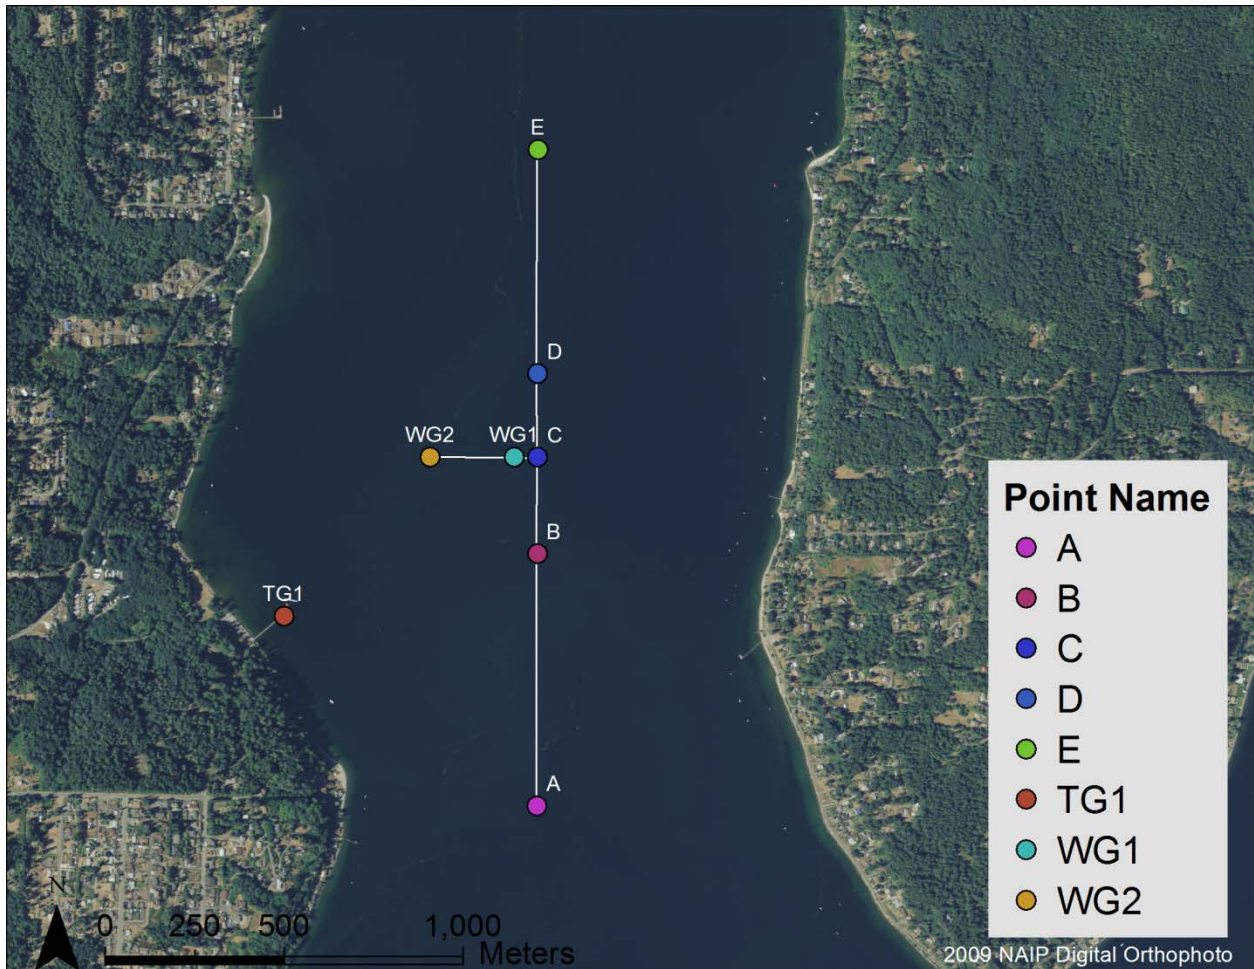 E
D
WG2 WG1 C
B
TG1
A
Point Name
A
B
C
D
E
TG1
WG1
WG2
N
0 250 500 1,000
Meters
2009 NAIP Digital Orthophoto